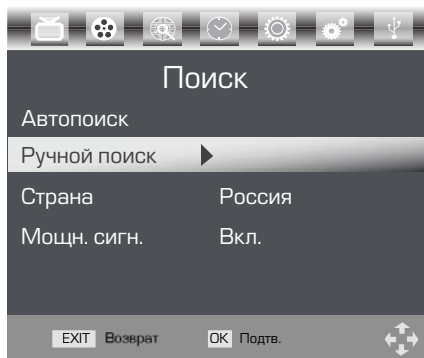 Поиск
Автопоиск
Ручной поиск
Страна Россия
Мощн. сигн. Вкл.
EXIT Возврат OK Подтв.